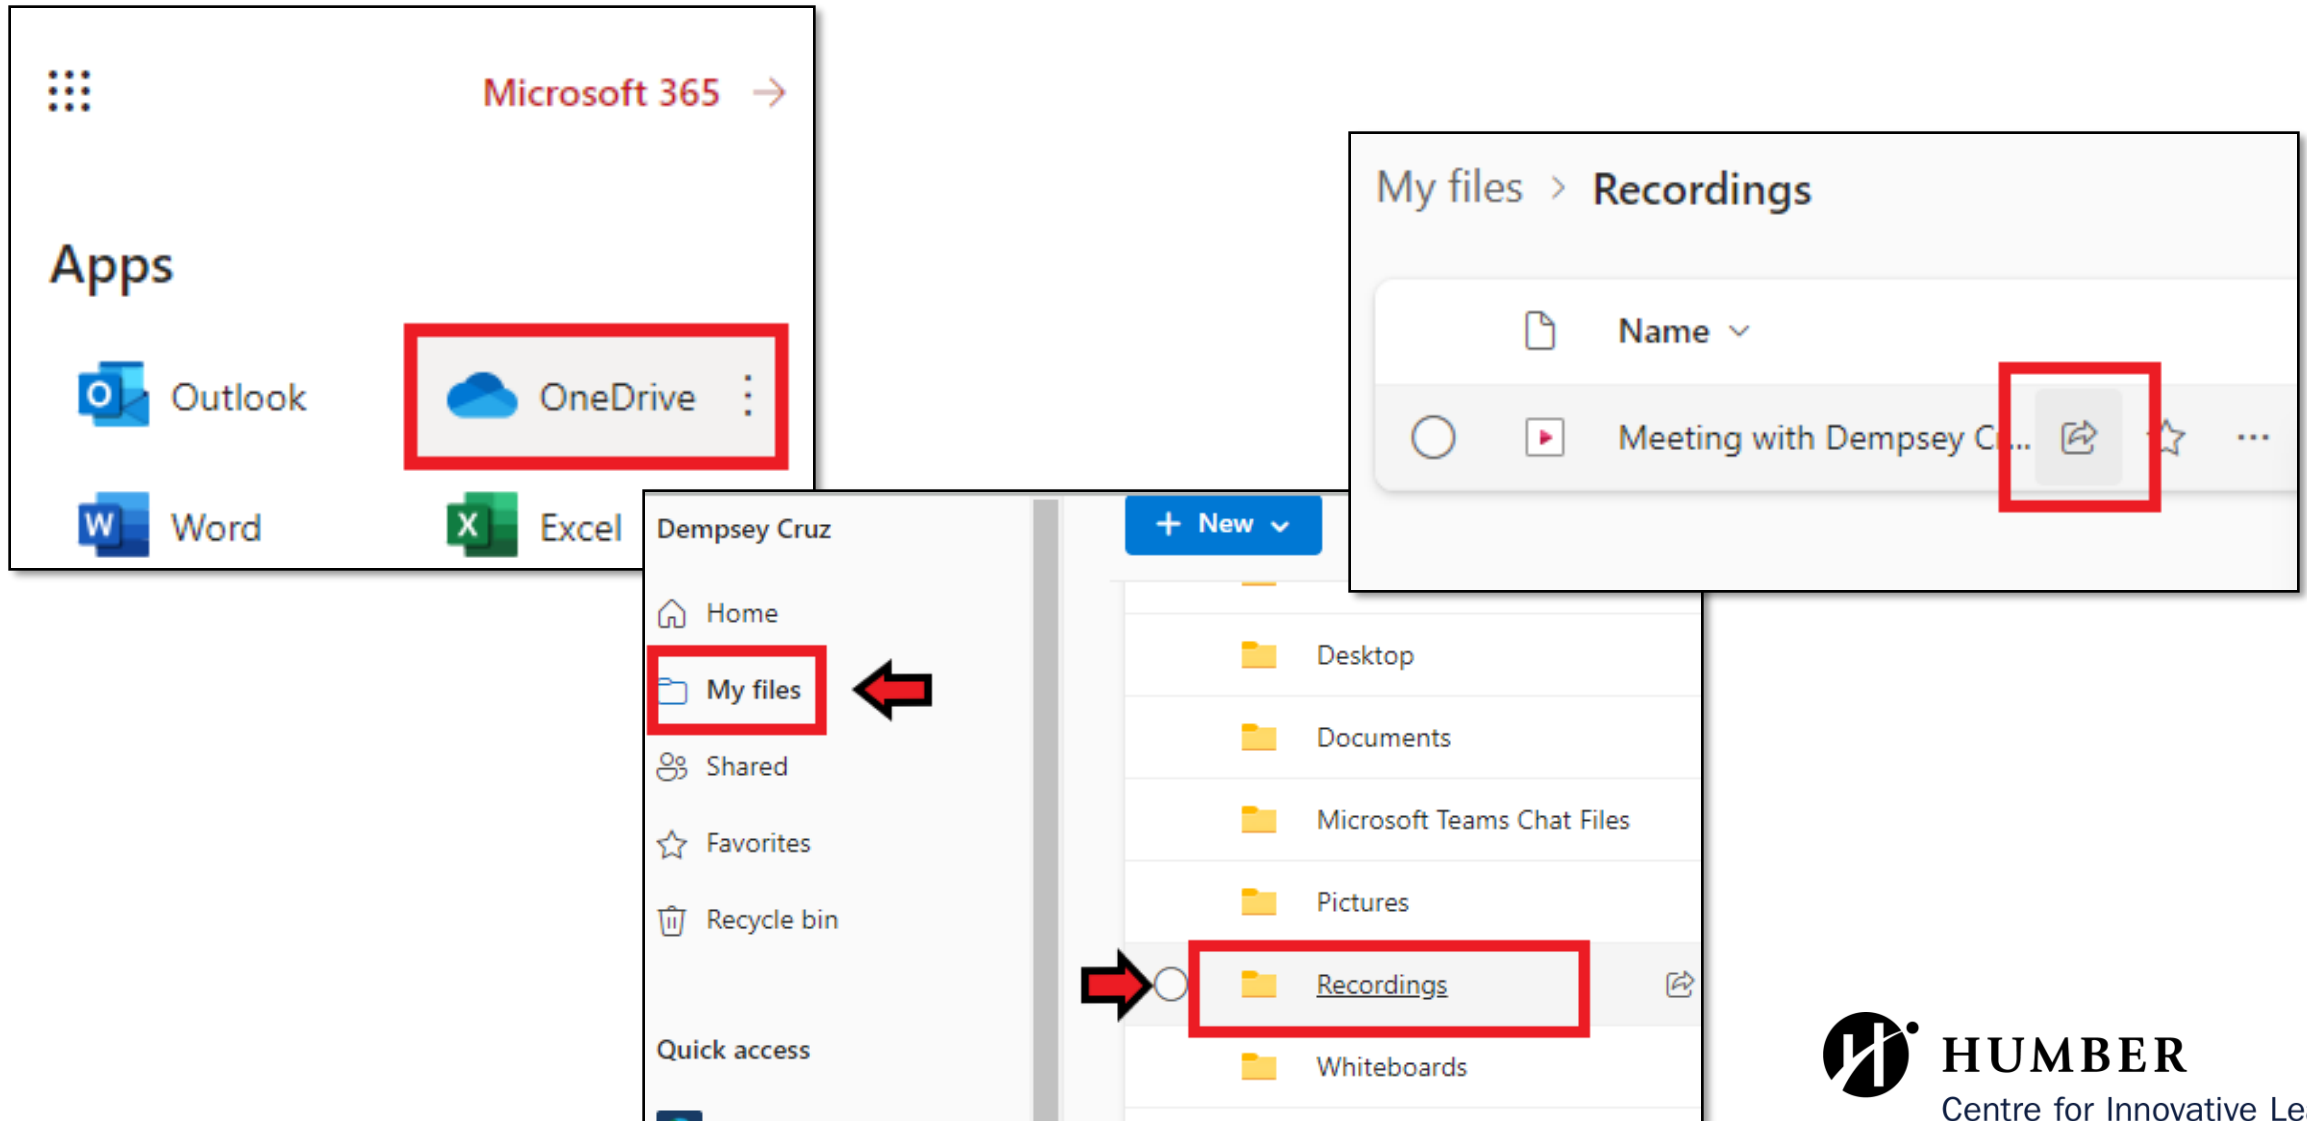 Microsoft 365
Apps
Outlook
OneDrive
Word
Excel
Dempsey Cruz
Home
My files
Shared
Favorites
Recycle bin
Quick access
+ New
Desktop
Documents
Microsoft Teams Chat Files
Pictures
Recordings
Whiteboards
My files > Recordings
Name
Meeting with Dempsey C...
HUMBER
Centre for Innovative